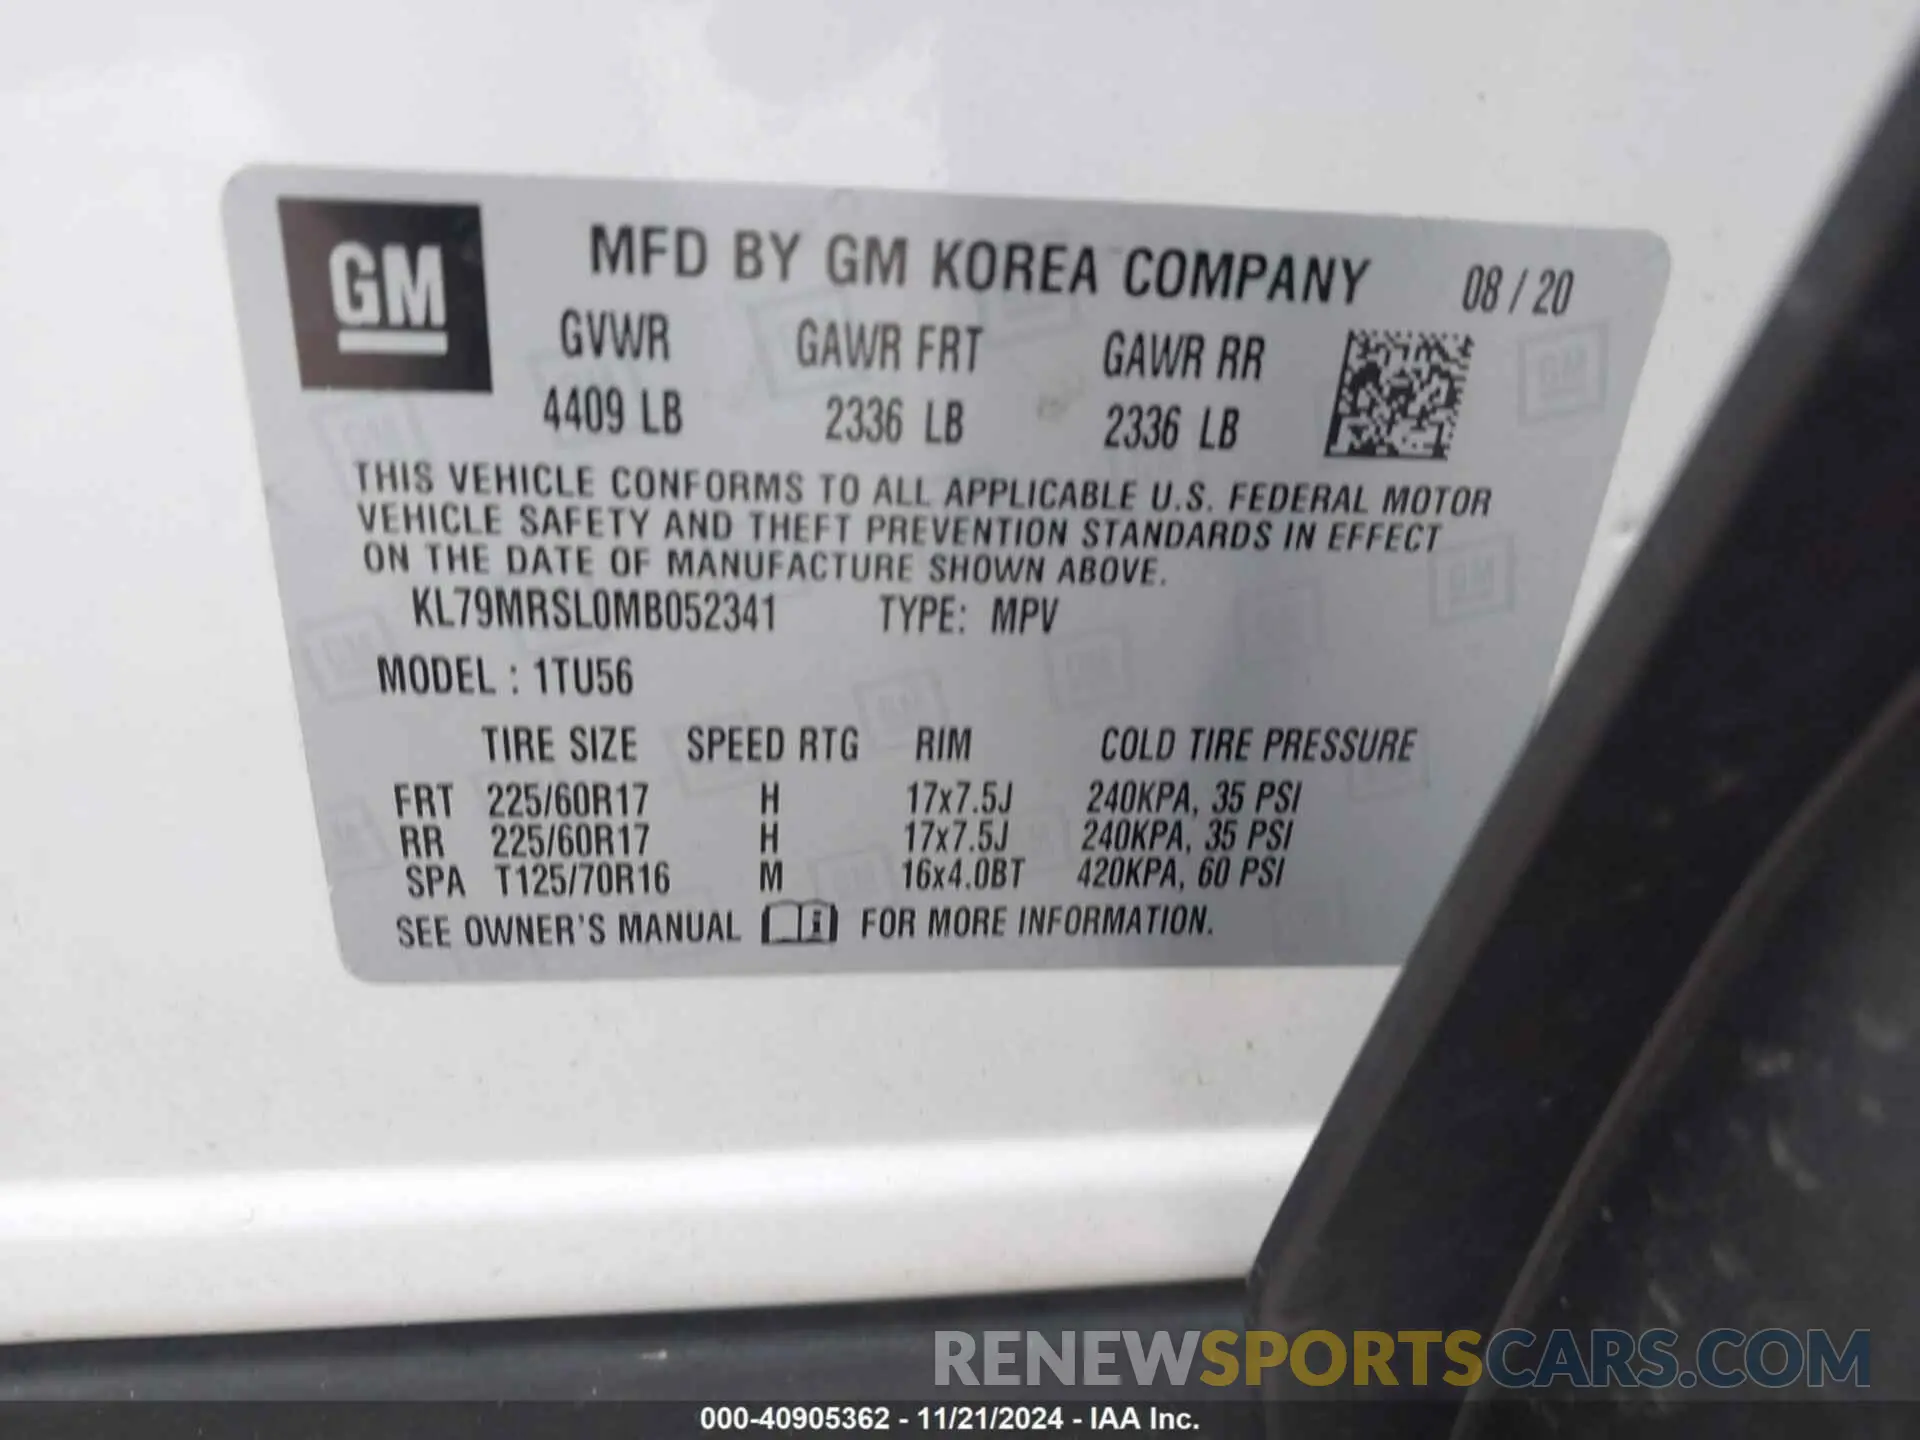 GM
MFD BY GM KOREA COMPANY 08 / 20
GVWR GAWR FRT GAWR RR
4409 LB 2336 LB 2336 LB
THIS VEHICLE CONFORMS TO ALL APPLICABLE U.S. FEDERAL MOTOR
VEHICLE SAFETY AND THEFT PREVENTION STANDARDS IN EFFECT
ON THE DATE OF MANUFACTURE SHOWN ABOVE.
KL79MRSL0MB052341 TYPE: MPV
MODEL : 1TU56
TIRE SIZE SPEED RTG RIM COLD TIRE PRESSURE
FRT 225/60R17 H 17x7.5J 240KPA, 35 PSI
RR 225/60R17 H 17x7.5J 240KPA, 35 PSI
SPA T125/70R16 M 16x4.0BT 420KPA, 60 PSI
SEE OWNER'S MANUAL i FOR MORE INFORMATION.
RENEWSPORTSCARS.COM
000-40905362 - 11/21/2024 - IAA Inc.